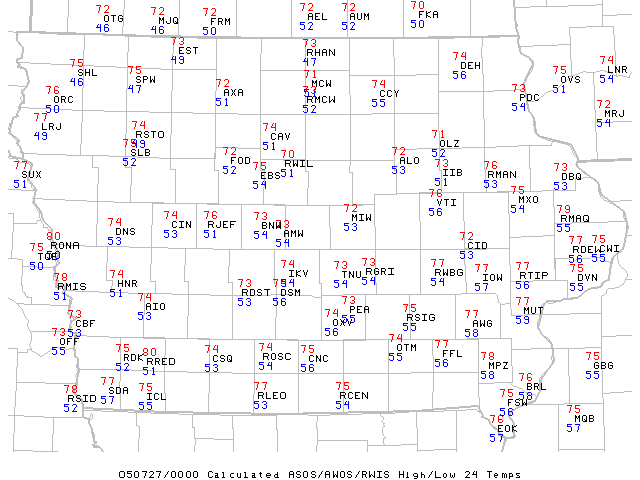 72 72 72 72 72 70
OTG MJQ FRM AEL AUM FKA
46 46 50 52 52 50
73 73 74
EST RHAN DEH
49 47 56
75 75 71 75 74
SHL SPW MCW OVS LNR
46 47 51 54
76 72 74 73
ORC AXA RMCW CCY PDC
50 51 52 55 54
72
MRJ
54
77 74 74 71
LRJ RSTO CAV OLZ
49 51 52
SLB
52
72 70 72 73 76 73
FOD RWIL ALO IIB RMAN DBQ
52 51 53 51 53 53
77 75
SUX EBS
51 54
76 75
VTI MXO
56 54
74 74 76 73 73 72 79
DNS CIN RJEF BNW AMW MIW RMAQ
53 53 51 54 54 53 55
80 72
RONA CID
53
75 77 75
TQE RDEW CWI
50 56 55
78 74 74 73 73 77 77 77 75
RMIS HNR IKV TNU RGRI RWBG IOW RTIP DVN
51 51 54 54 54 54 57 56 55
73 75
RDST DSM
54 56
74 73 75 77
AIO PEA RSIG MUT
53 55 55 59
73 74 77
CBF OXV AWG
53 56 58
73 74 77
OFF OTM FFL
55 55 56
75 80 74 74 75 78 75
RDK RRED CSQ ROSC CNC MPZ GBG
52 51 53 54 56 58 55
78 77 75 77 75 76
RSID SDA ICL RLEO RCEN BRL
52 57 55 53 54 58
75
FSW
56
76 75
EOK MQB
57 57
050727/0000 Calculated ASOS/AWOS/RWIS High/Low 24 Temps